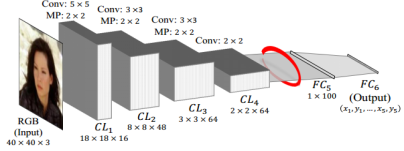 Conv: 5 × 5
MP: 2 × 2
Conv: 3 ×3
MP: 2 × 2
Conv: 3 ×3
MP: 2 × 2
Conv: 2 × 2
RGB
(Input)
40 × 40 × 3
CL1
18 × 18 × 16
CL2
8 × 8 × 48
CL3
3 × 3 × 64
CL4
2 × 2 × 64
FC5
1 × 100
FC6
(Output)
(x1, y1, ..., x5, y5)